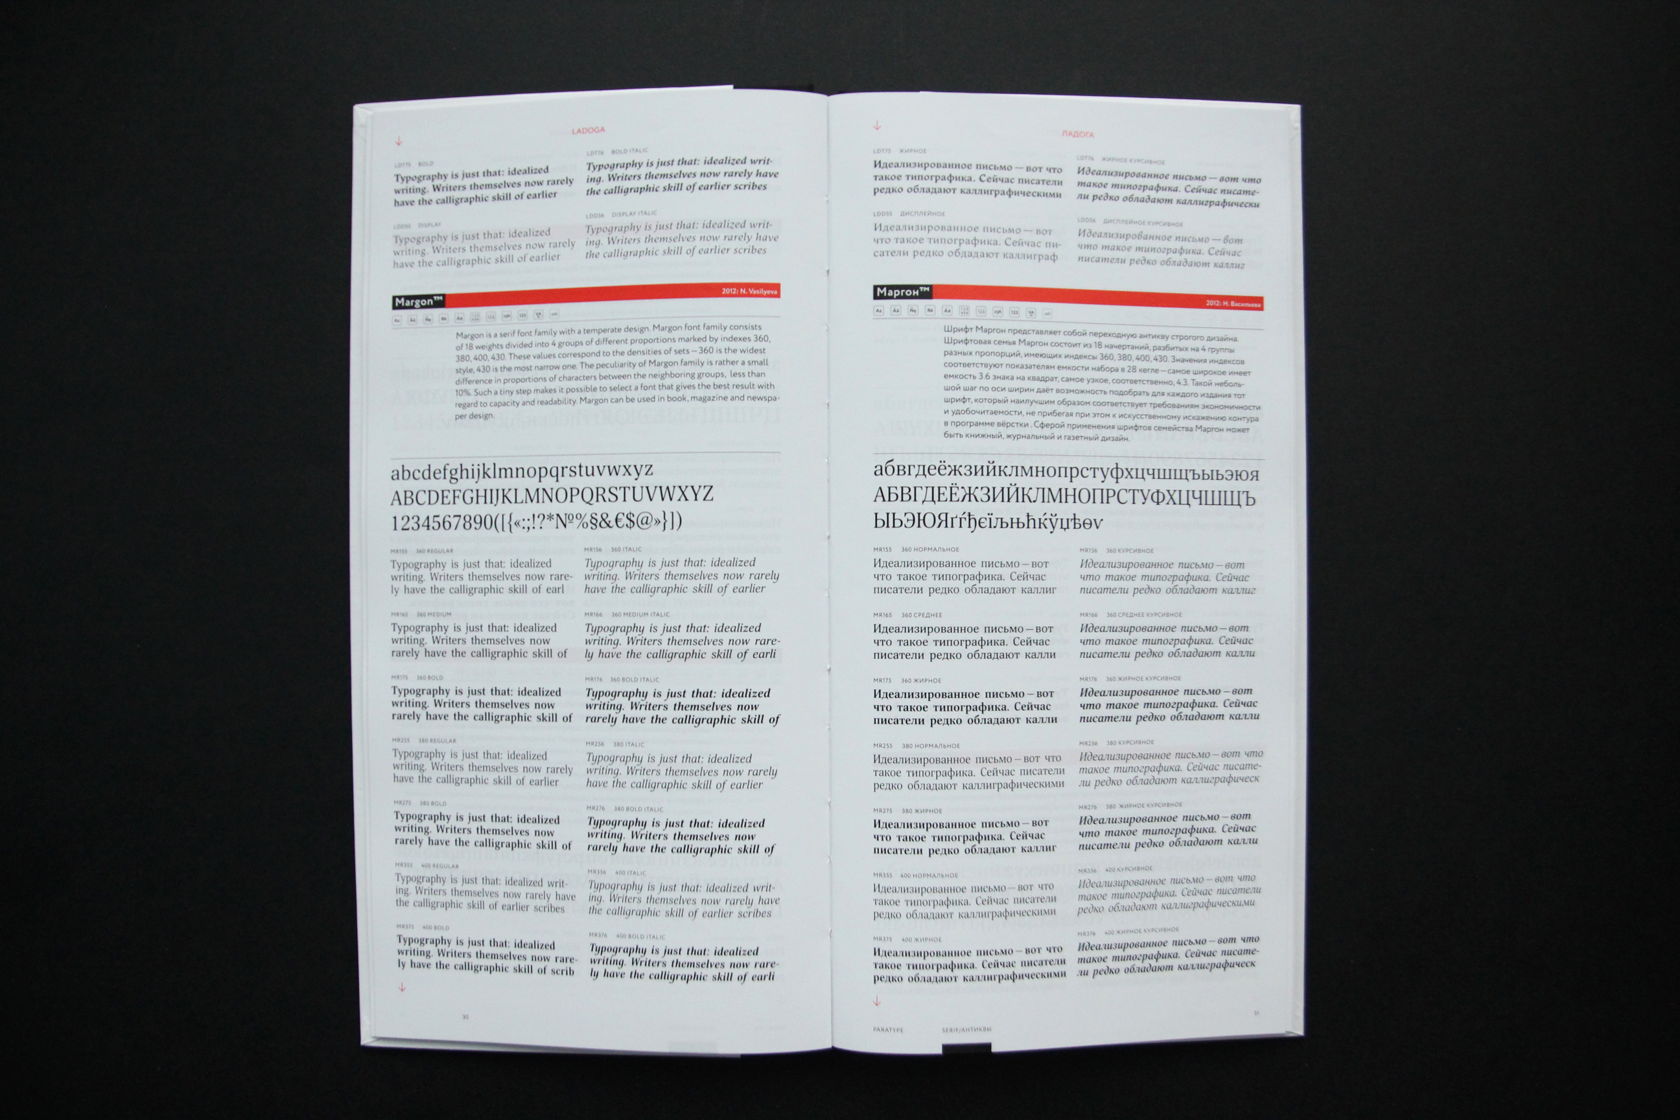 LADOGA
LDT75 BOLD
Typography is just that: idealized
writing. Writers themselves now rarely
have the calligraphic skill of earlier
LDT76 BOLD ITALIC
Typography is just that: idealized writ-
ing. Writers themselves now rarely have
the calligraphic skill of earlier scribes
DISPLAY
Typography is just that: idealized
writing. Writers themselves now rarely
have the calligraphic skill of earlier
LDD56 DISPLAY ITALIC
Typography is just that: idealized writ-
ing. Writers themselves now rarely have
the calligraphic skill of earlier scribes
Margon™ 2012: N. Vasilyeva
Margon is a serif font family with a temperate design. Margon font family consists
of 18 weights divided into 4 groups of different proportions marked by indexes 360,
380, 400, 430. These values correspond to the densities of sets – 360 is the widest
style, 430 is the most narrow one. The peculiarity of Margon family is rather a small
difference in proportions of characters between the neighboring groups, less than
10%. Such a tiny step makes it possible to select a font that gives the best result with
regard to capacity and readability. Margon can be used in book, magazine and newspa-
per design.
abcdefghijklmnopqrstuvwxyz
ABCDEFGHIJKLMNOPQRSTUVWXYZ
1234567890([{«:;!?*№%§&€$@»}])
MR155 360 REGULAR
Typography is just that: idealized
writing. Writers themselves now rare-
ly have the calligraphic skill of earl
MR156 360 ITALIC
Typography is just that: idealized
writing. Writers themselves now rarely
have the calligraphic skill of earlier
MR165 360 MEDIUM
Typography is just that: idealized
writing. Writers themselves now
rarely have the calligraphic skill of
MR166 360 MEDIUM ITALIC
Typography is just that: idealized
writing. Writers themselves now rare-
ly have the calligraphic skill of earli
MR175 360 BOLD
Typography is just that: idealized
writing. Writers themselves now
rarely have the calligraphic skill of
MR176 360 BOLD ITALIC
Typography is just that: idealized
writing. Writers themselves now
rarely have the calligraphic skill of
MR255 380 REGULAR
Typography is just that: idealized
writing. Writers themselves now rarely
have the calligraphic skill of earlier
MR256 380 ITALIC
Typography is just that: idealized
writing. Writers themselves now rarely
have the calligraphic skill of earlier
MR275 380 BOLD
Typography is just that: idealized
writing. Writers themselves now
rarely have the calligraphic skill of
MR276 380 BOLD ITALIC
Typography is just that: idealized
writing. Writers themselves now
rarely have the calligraphic skill of
MR355 400 REGULAR
Typography is just that: idealized writ-
ing. Writers themselves now rarely have
the calligraphic skill of earlier scribes
MR356 400 ITALIC
Typography is just that: idealized writ-
ing. Writers themselves now rarely have
the calligraphic skill of earlier scribes
MR375 400 BOLD
Typography is just that: idealized
writing. Writers themselves now rare-
ly have the calligraphic skill of scrib
MR376 400 BOLD ITALIC
Typography is just that: idealized
writing. Writers themselves now rare-
ly have the calligraphic skill of earli
ЛАДОГА
LDT75 ЖИРНОЕ
Идеализированное письмо – вот что
такое типографика. Сейчас писатели
редко обладают каллиграфическими
LDT76 ЖИРНОЕ КУРСИВНОЕ
Идеализированное письмо – вот что
такое типографика. Сейчас писате-
ли редко обладают каллиграфически
LDD55 ДИСПЛЕЙНОЕ
Идеализированное письмо – вот
что такое типографика. Сейчас пи-
сатели редко обладают каллиграф
LDD56 ДИСПЛЕЙНОЕ КУРСИВНОЕ
Идеализированное письмо – вот
что такое типографика. Сейчас
писатели редко обладают каллиг
Маргон™ 2012: Н. Васильева
Шрифт Маргон представляет собой переходную антикву строгого дизайна.
Шрифтовая семья Маргон состоит из 18 начертаний, разбитых на 4 группы
разных пропорций, имеющих индексы 360, 380, 400, 430. Значения индексов
соответствуют показателям емкости набора в 28 кегле – самое широкое имеет
емкость 3.6 знака на квадрат, самое узкое, соответственно, 4.3. Такой неболь-
шой шаг по оси ширин даёт возможность подобрать для каждого издания тот
шрифт, который наилучшим образом соответствует требованиям экономичности
и удобочитаемости, не прибегая при этом к искусственному искажению контура
в программе вёрстки. Сферой применения шрифтов семейства Маргон может
быть книжный, журнальный и газетный дизайн.
абвгдеёжзийклмнопрстуфхцчшщъыьэюя
АБВГДЕЁЖЗИЙКЛМНОПРСТУФХЦЧШЩЪ
ЫЬЭЮЯґѓђєїљњћќўџѣѳѵ
MR155 360 НОРМАЛЬНОЕ
Идеализированное письмо – вот
что такое типографика. Сейчас
писатели редко обладают каллиг
MR156 360 КУРСИВНОЕ
Идеализированное письмо – вот
что такое типографика. Сейчас
писатели редко обладают каллиг
MR165 360 СРЕДНЕЕ
Идеализированное письмо – вот
что такое типографика. Сейчас
писатели редко обладают калли
MR166 360 СРЕДНЕЕ КУРСИВНОЕ
Идеализированное письмо – вот
что такое типографика. Сейчас
писатели редко обладают калли
MR175 360 ЖИРНОЕ
Идеализированное письмо – вот
что такое типографика. Сейчас
писатели редко обладают калли
MR176 360 ЖИРНОЕ КУРСИВНОЕ
Идеализированное письмо – вот
что такое типографика. Сейчас
писатели редко обладают калли
MR255 380 НОРМАЛЬНОЕ
Идеализированное письмо – вот что
такое типографика. Сейчас писатели
редко обладают каллиграфическими
MR256 380 КУРСИВНОЕ
Идеализированное письмо – вот что
такое типографика. Сейчас писате-
ли редко обладают каллиграфическ
MR275 380 ЖИРНОЕ
Идеализированное письмо – вот
что такое типографика. Сейчас
писатели редко обладают каллиг
MR276 380 ЖИРНОЕ КУРСИВНОЕ
Идеализированное письмо – вот
что такое типографика. Сейчас
писатели редко обладают калли
MR355 400 НОРМАЛЬНОЕ
Идеализированное письмо – вот что
такое типографика. Сейчас писатели
редко обладают каллиграфическими
MR356 400 КУРСИВНОЕ
Идеализированное письмо – вот что
такое типографика. Сейчас писатели
редко обладают каллиграфическими
MR375 400 ЖИРНОЕ
Идеализированное письмо – вот что
такое типографика. Сейчас писатели
редко обладают каллиграфическими
MR376 400 ЖИРНОЕ КУРСИВНОЕ
Идеализированное письмо – вот что
такое типографика. Сейчас писате-
ли редко обладают каллиграфическ
PARATYPE SERIF/АНТИКВЫ